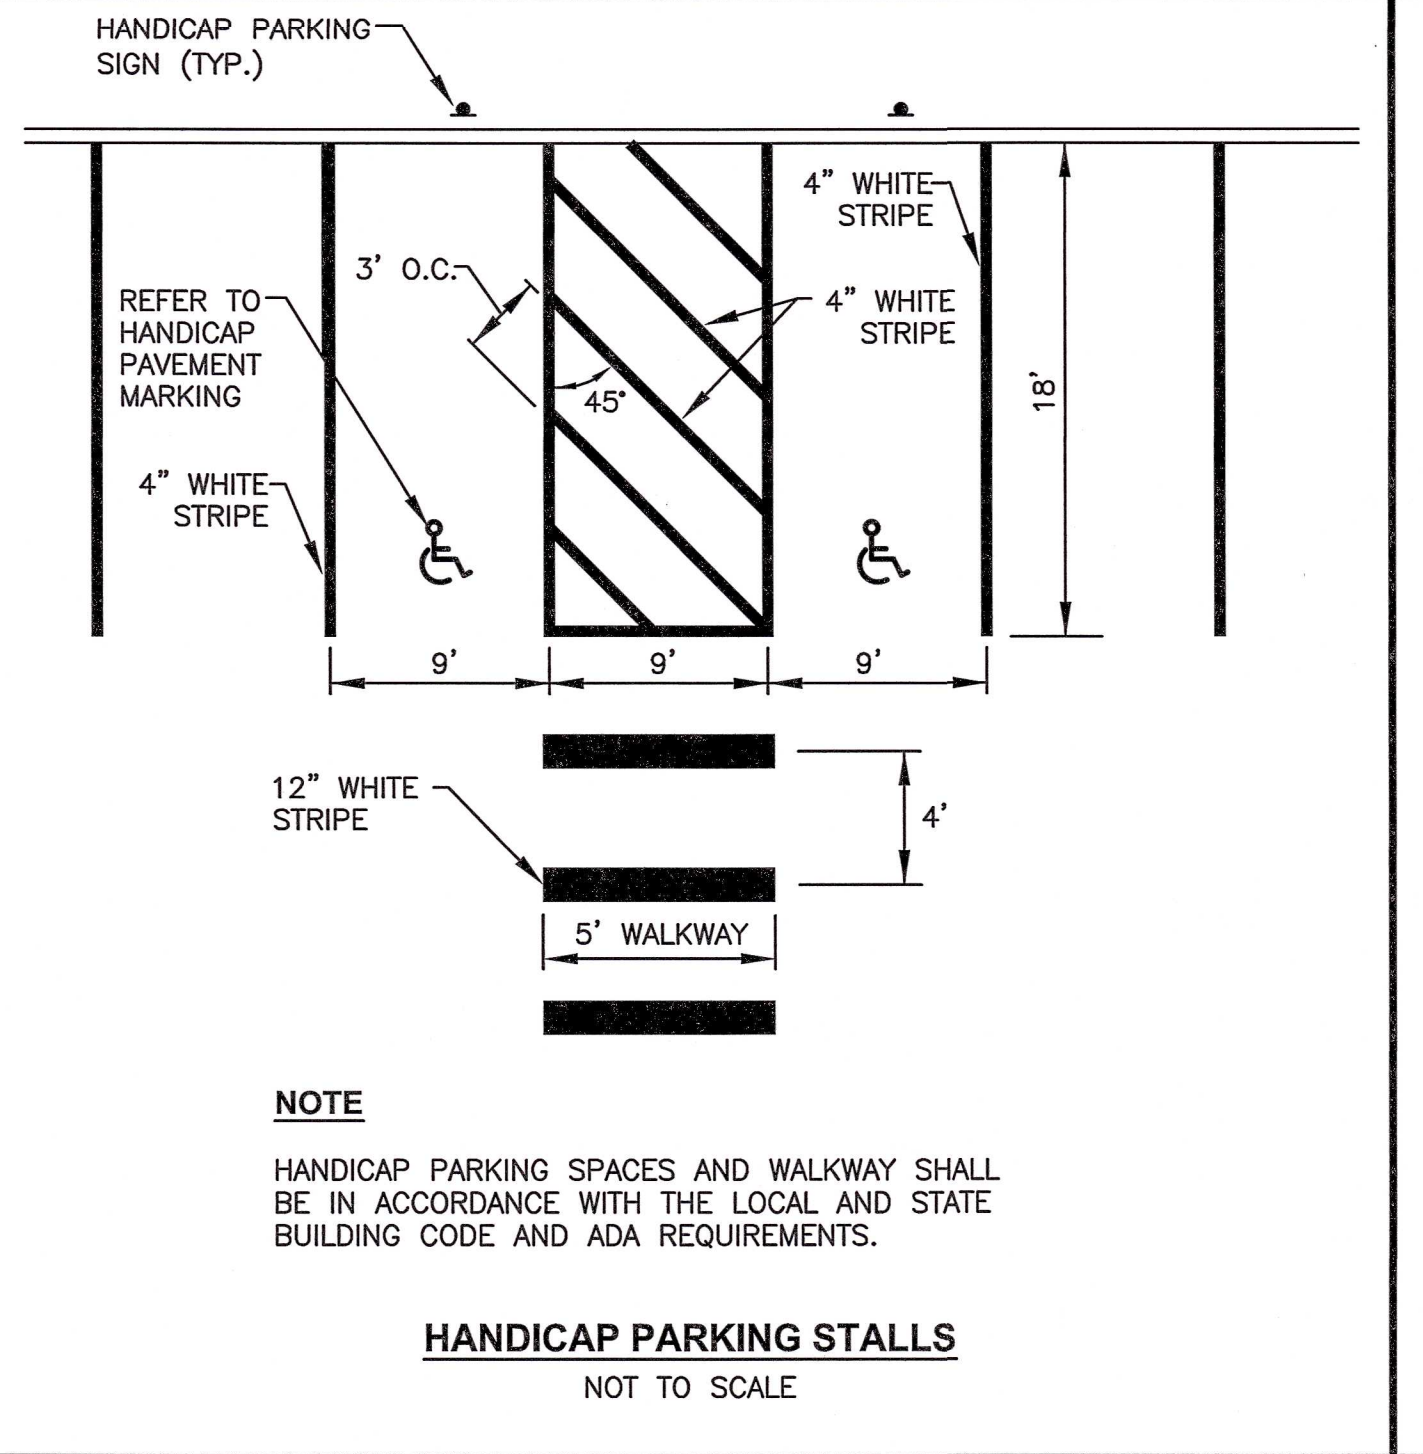 HANDICAP PARKING
SIGN (TYP.)
4” WHITE
STRIPE
3’ O.C.
REFER TO
HANDICAP
PAVEMENT
MARKING
4” WHITE
STRIPE
45°
18’
4” WHITE
STRIPE
9’
9’
9’
12” WHITE
STRIPE
4’
5’ WALKWAY
NOTE
HANDICAP PARKING SPACES AND WALKWAY SHALL
BE IN ACCORDANCE WITH THE LOCAL AND STATE
BUILDING CODE AND ADA REQUIREMENTS.
HANDICAP PARKING STALLS
NOT TO SCALE